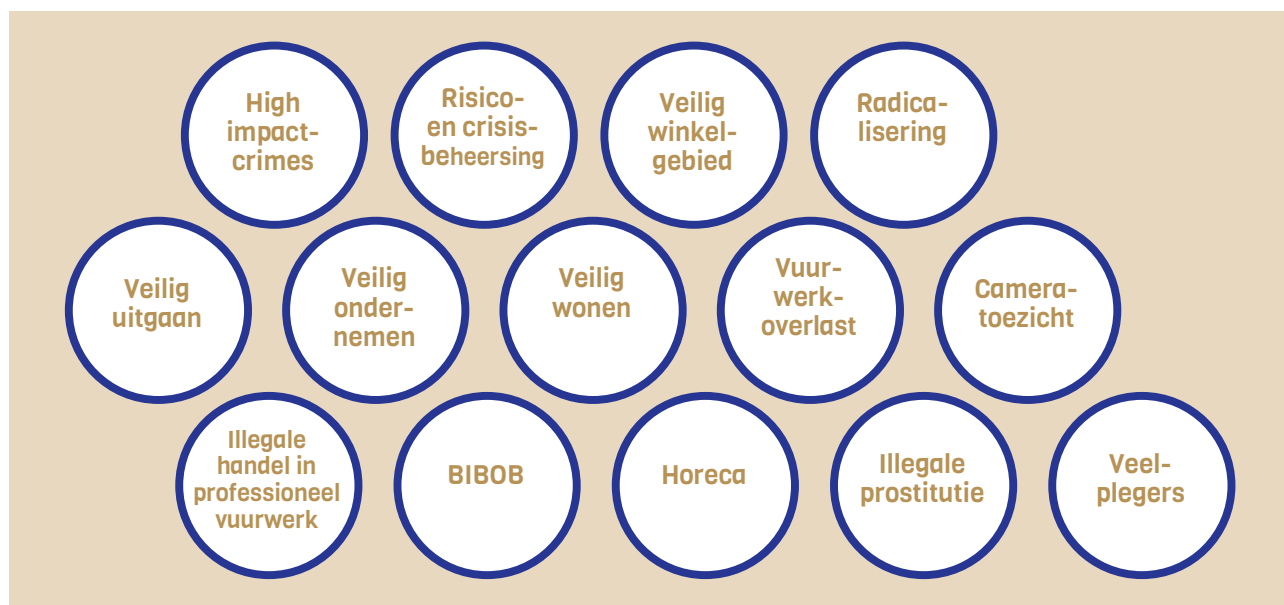 High
impact-
crimes
Risico-
en crisis-
beheersing
Veilig
winkel-
gebied
Radica-
lisering
Veilig
uitgaan
Veilig
onder-
nemen
Veilig
wonen
Vuur-
werk-
overlast
Camera-
toezicht
Illegale
handel in
professioneel
vuurwerk
BIBOB
Horeca
Illegale
prostitutie
Veel-
plegers